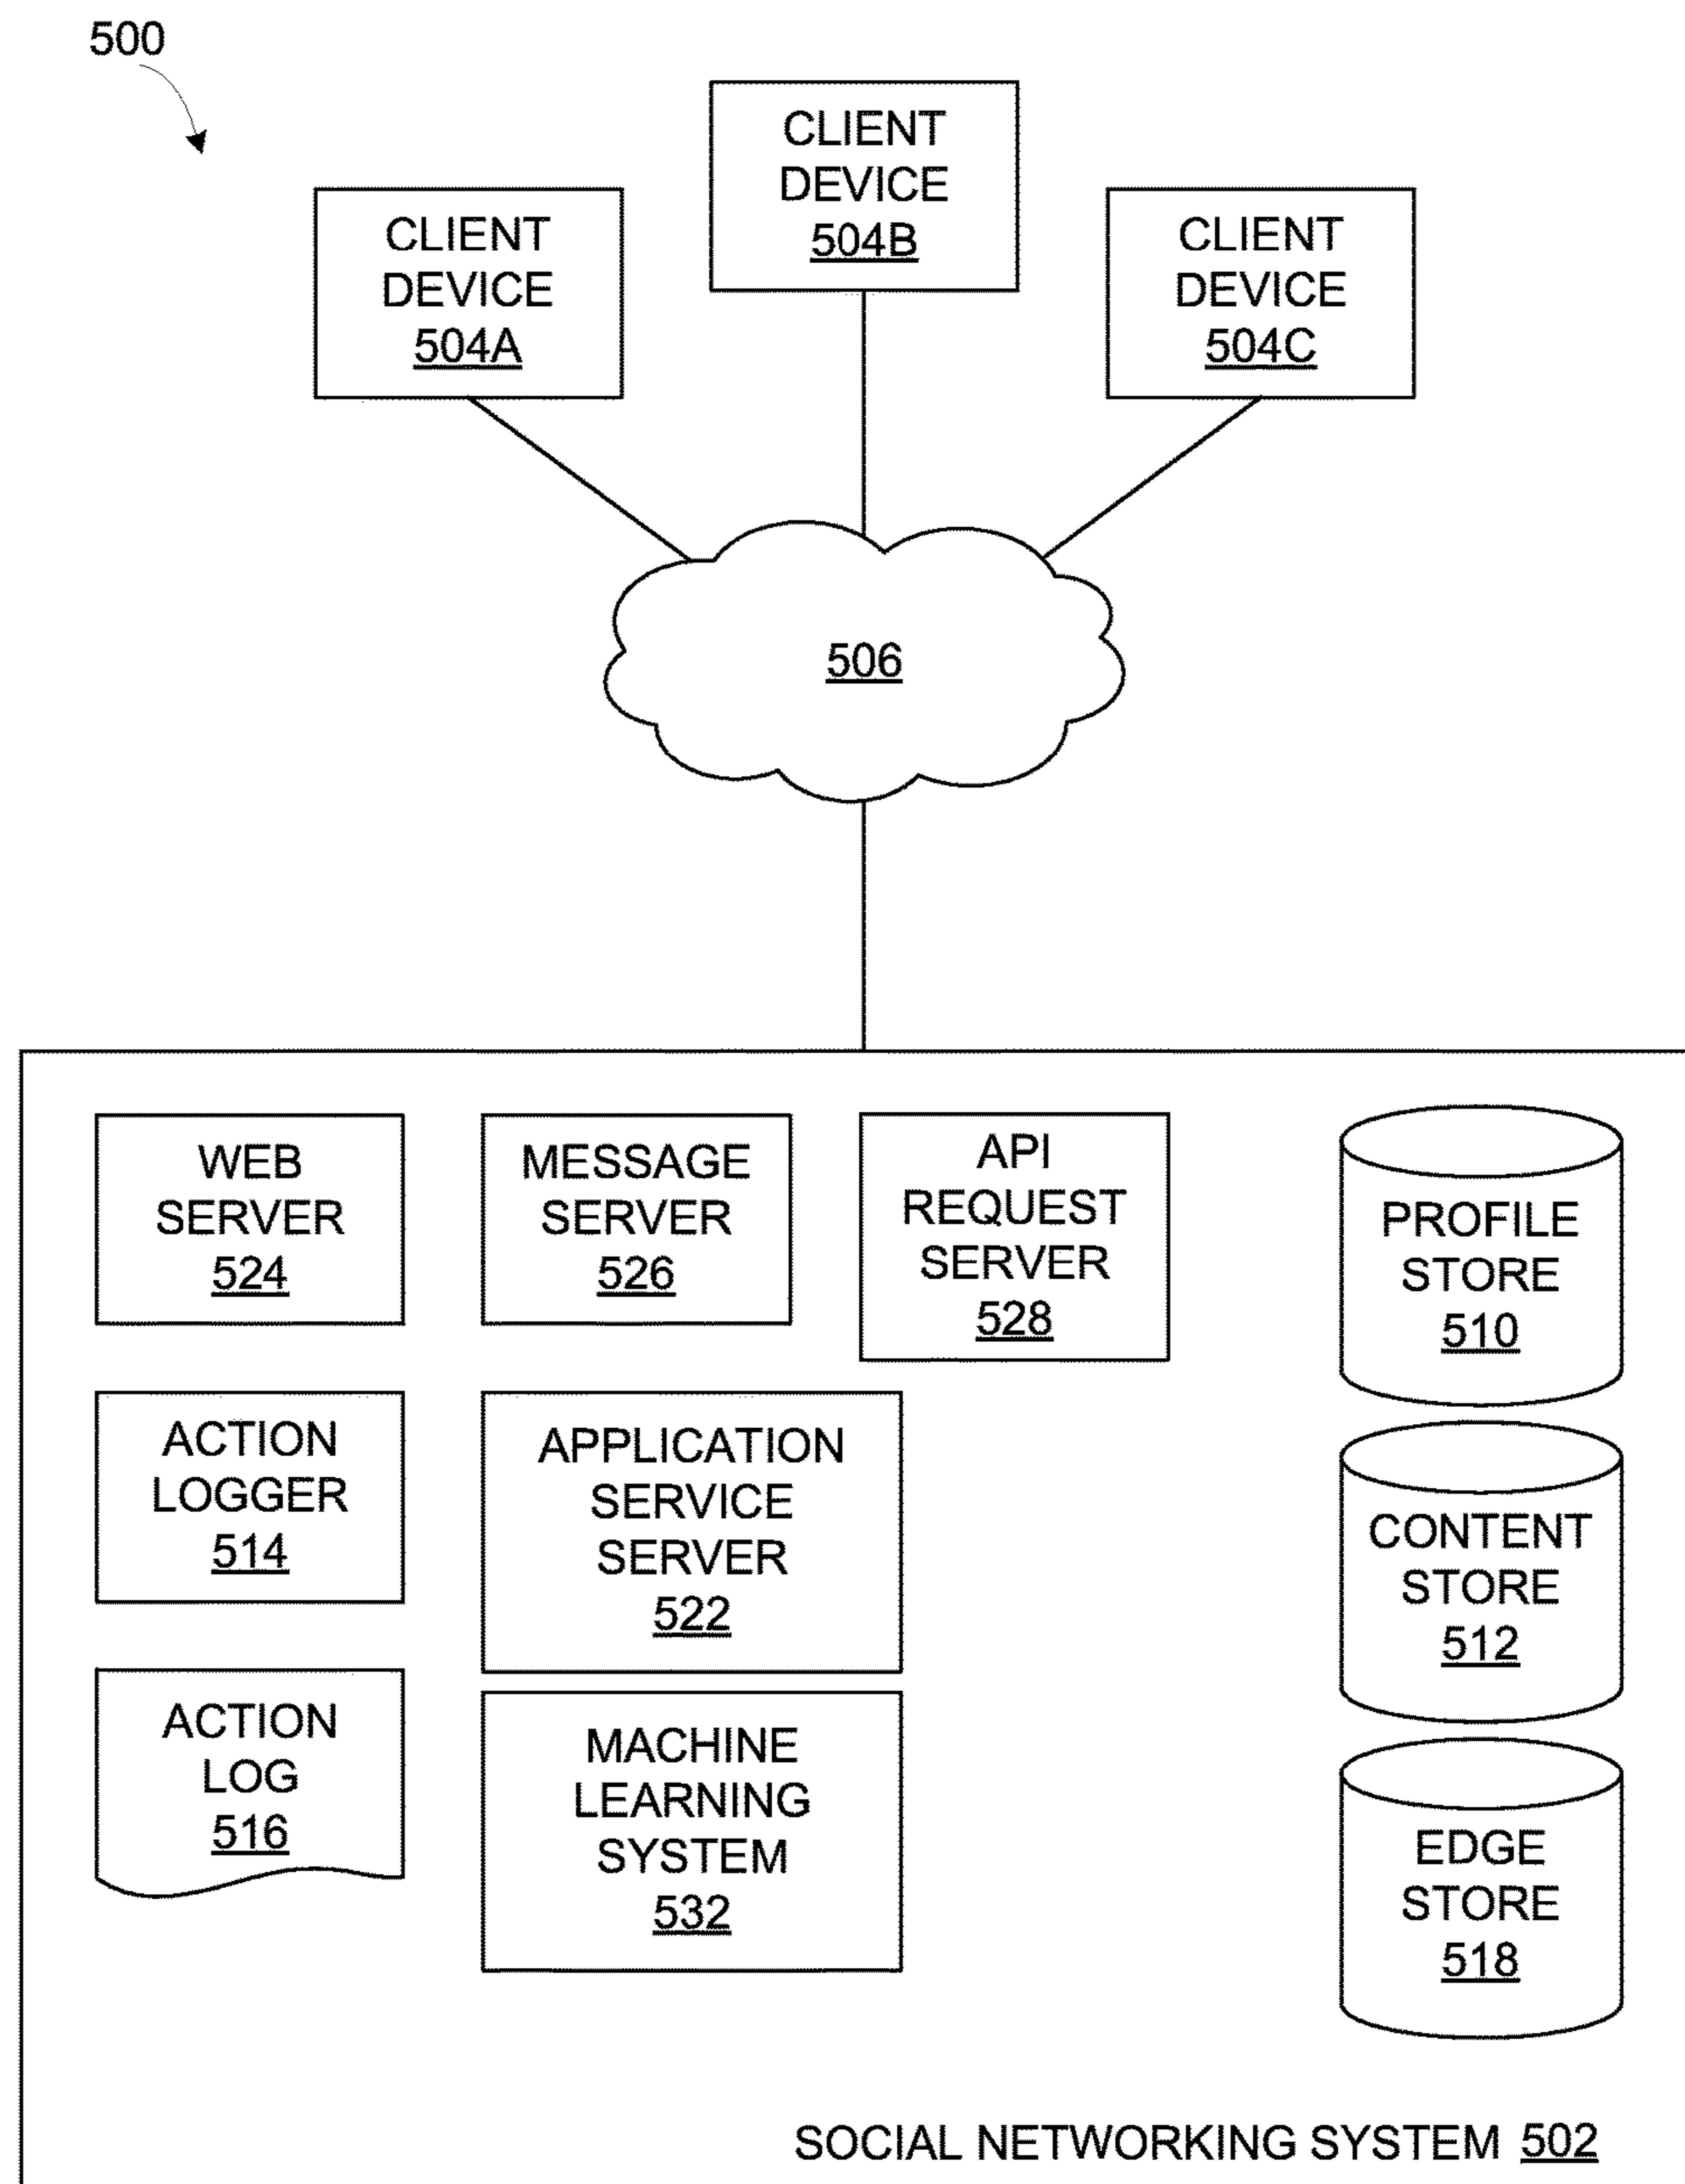 500
CLIENT
DEVICE
504A
CLIENT
DEVICE
504B
CLIENT
DEVICE
504C
506
WEB
SERVER
524
MESSAGE
SERVER
526
API
REQUEST
SERVER
528
PROFILE
STORE
510
ACTION
LOGGER
514
APPLICATION
SERVICE
SERVER
522
CONTENT
STORE
512
ACTION
LOG
516
MACHINE
LEARNING
SYSTEM
532
EDGE
STORE
518
SOCIAL NETWORKING SYSTEM 502